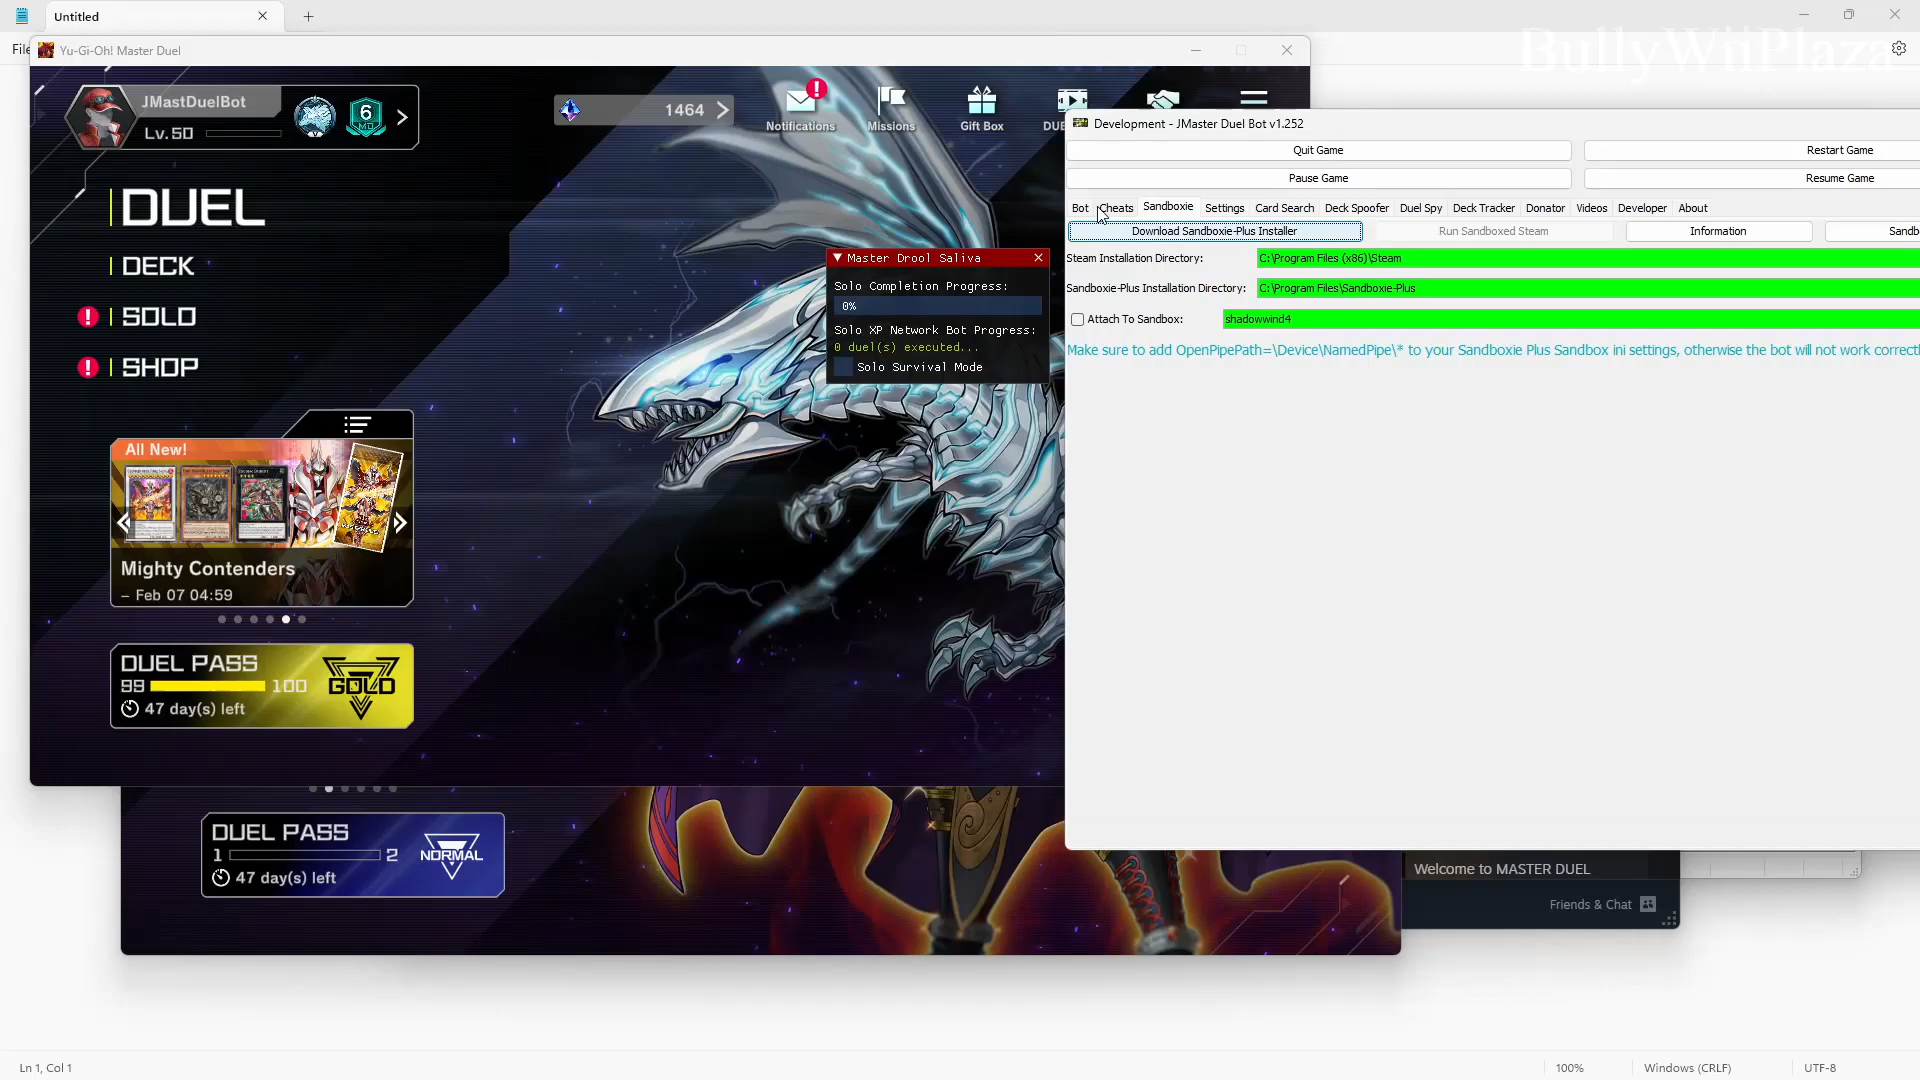 Untitled
File
BullyWiiPlaza
Yu-Gi-Oh! Master Duel
JMastDuelBot
Lv.50
6
1464
Notifications
Missions
Gift Box
DUEL
DECK
SOLO
SHOP
All New!
Mighty Contenders
– Feb 07 04:59
DUEL PASS
99 100
GOLD
47 day(s) left
Master Drool Saliva
Solo Completion Progress:
0%
Solo XP Network Bot Progress:
0 duel(s) executed...
Solo Survival Mode
Development - JMaster Duel Bot v1.252
Quit Game Restart Game
Pause Game Resume Game
Bot Cheats Sandboxie Settings Card Search Deck Spoofer Duel Spy Deck Tracker Donator Videos Developer About
Download Sandboxie-Plus Installer Run Sandboxed Steam Information Sandb
Steam Installation Directory: C:\Program Files (x86)\Steam
Sandboxie-Plus Installation Directory: C:\Program Files\Sandboxie-Plus
Attach To Sandbox: shadowwind4
Make sure to add OpenPipePath=\Device\NamedPipe\* to your Sandboxie Plus Sandbox ini settings, otherwise the bot will not work correctl
DUEL PASS
1 2
NORMAL
47 day(s) left
Welcome to MASTER DUEL
Friends & Chat
Ln 1, Col 1 100% Windows (CRLF) UTF-8